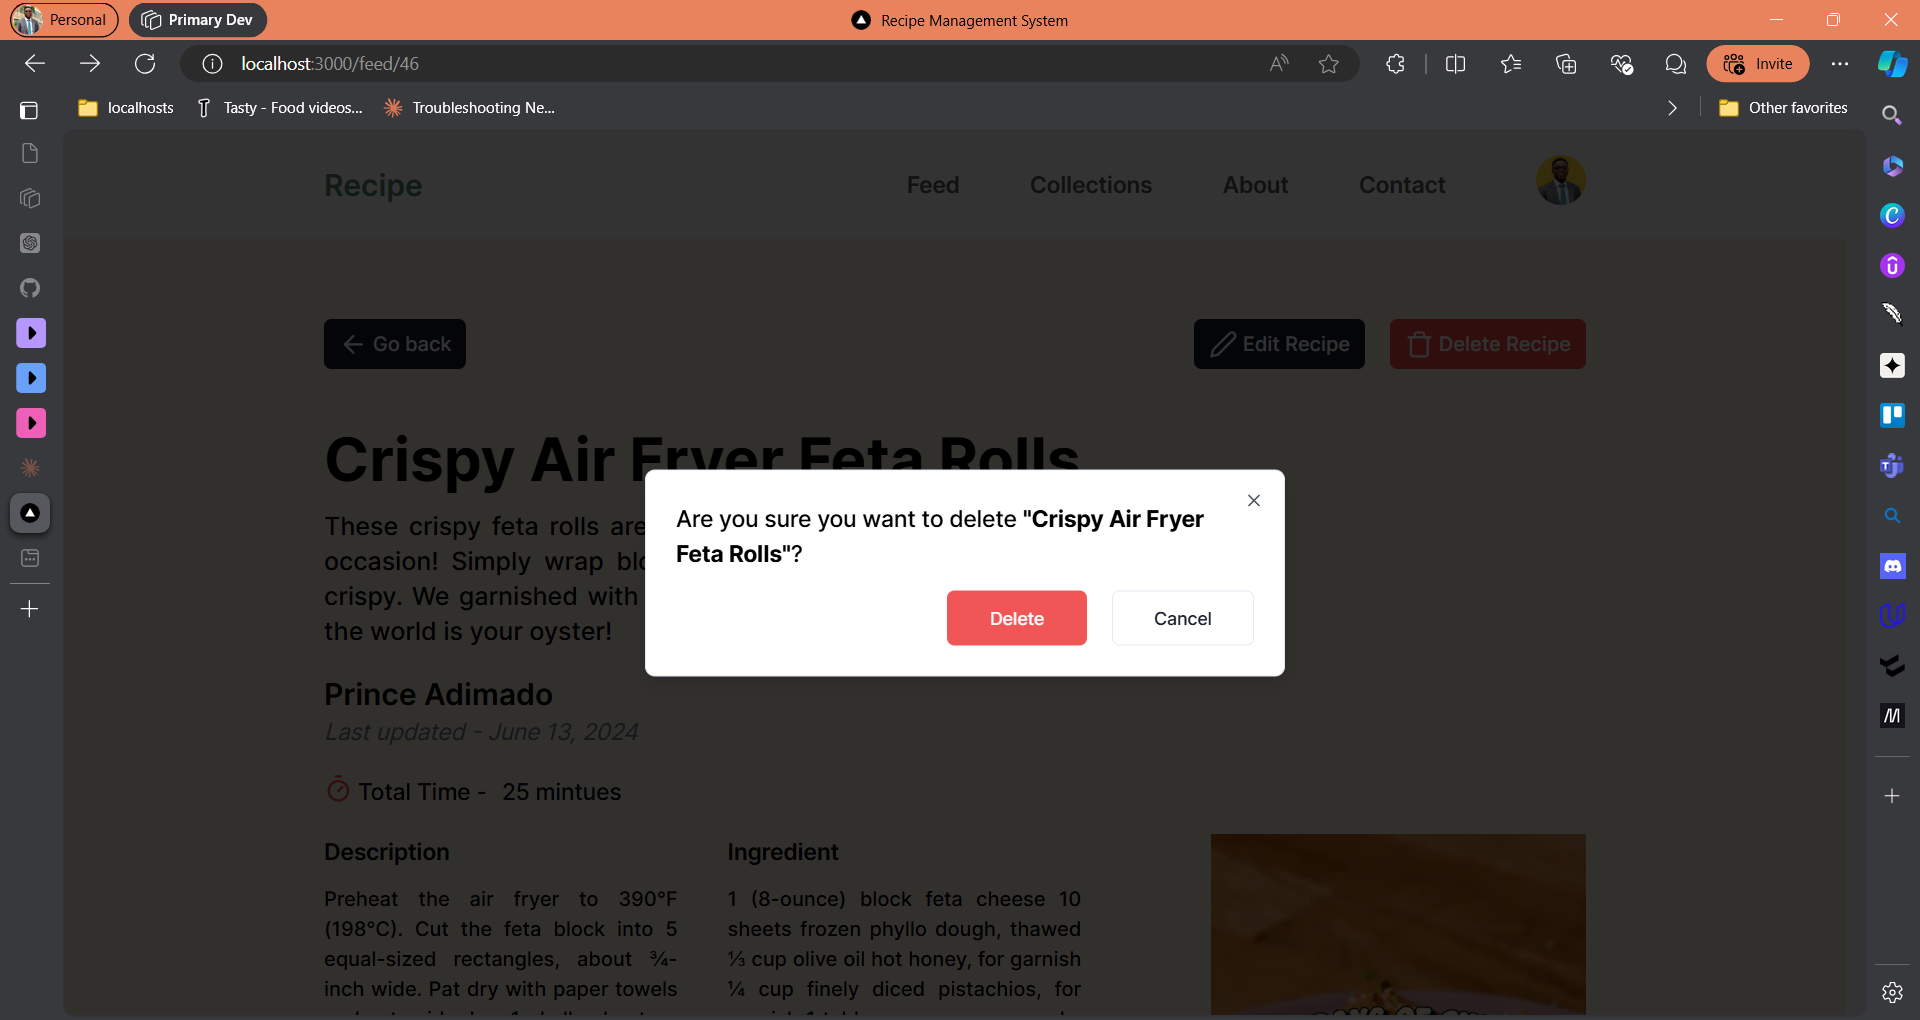 Personal
Primary Dev
Recipe Management System
localhost:3000/feed/46
Invite
localhosts
Tasty - Food videos...
Troubleshooting Ne...
Other favorites
Recipe
Feed
Collections
About
Contact
Go back
Edit Recipe
Delete Recipe
Crispy Air Fryer Feta Rolls
These crispy feta rolls are
occasion! Simply wrap
crispy. We garnished with
the world is your oyster!
Are you sure you want to delete "Crispy Air Fryer
Feta Rolls"?
Delete
Cancel
Prince Adimado
Last updated - June 13, 2024
Total Time - 25 mintues
Description
Preheat the air fryer to 390°F
(198°C). Cut the feta block into 5
equal-sized rectangles, about ¾-
inch wide. Pat dry with paper towels
Ingredient
1 (8-ounce) block feta cheese 10
sheets frozen phyllo dough, thawed
⅓ cup olive oil hot honey, for garnish
¼ cup finely diced pistachios, for